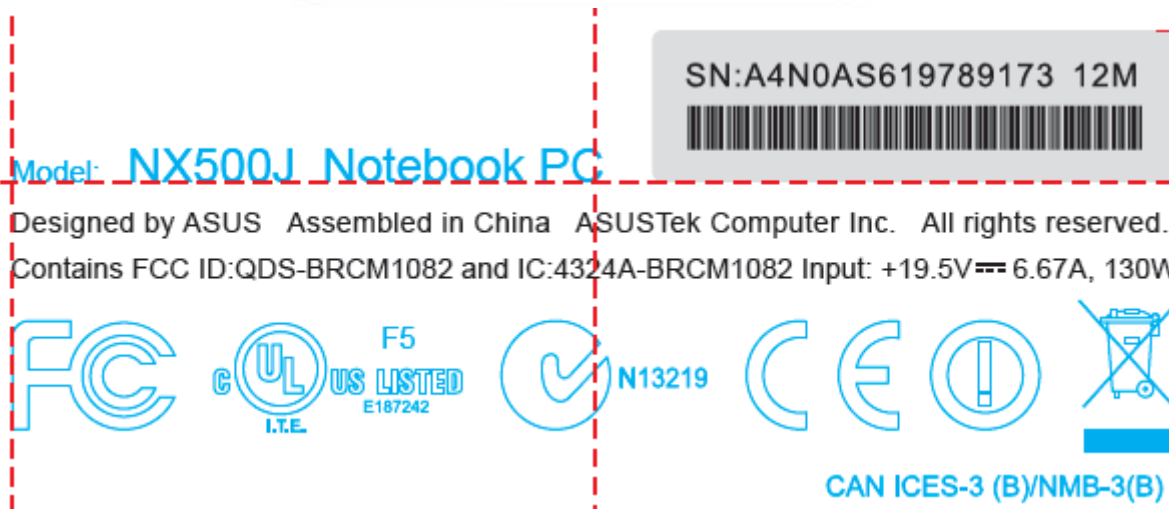 SN:A4N0AS619789173 12M
Model: NX500J Notebook PC
Designed by ASUS Assembled in China ASUSTek Computer Inc. All rights reserved.
Contains FCC ID:QDS-BRCM1082 and IC:4324A-BRCM1082 Input: +19.5V⎓ 6.67A, 130W
FC
C UL US LISTED
F5
E187242
I.T.E.
N13219
CE
CAN ICES-3 (B)/NMB-3(B)